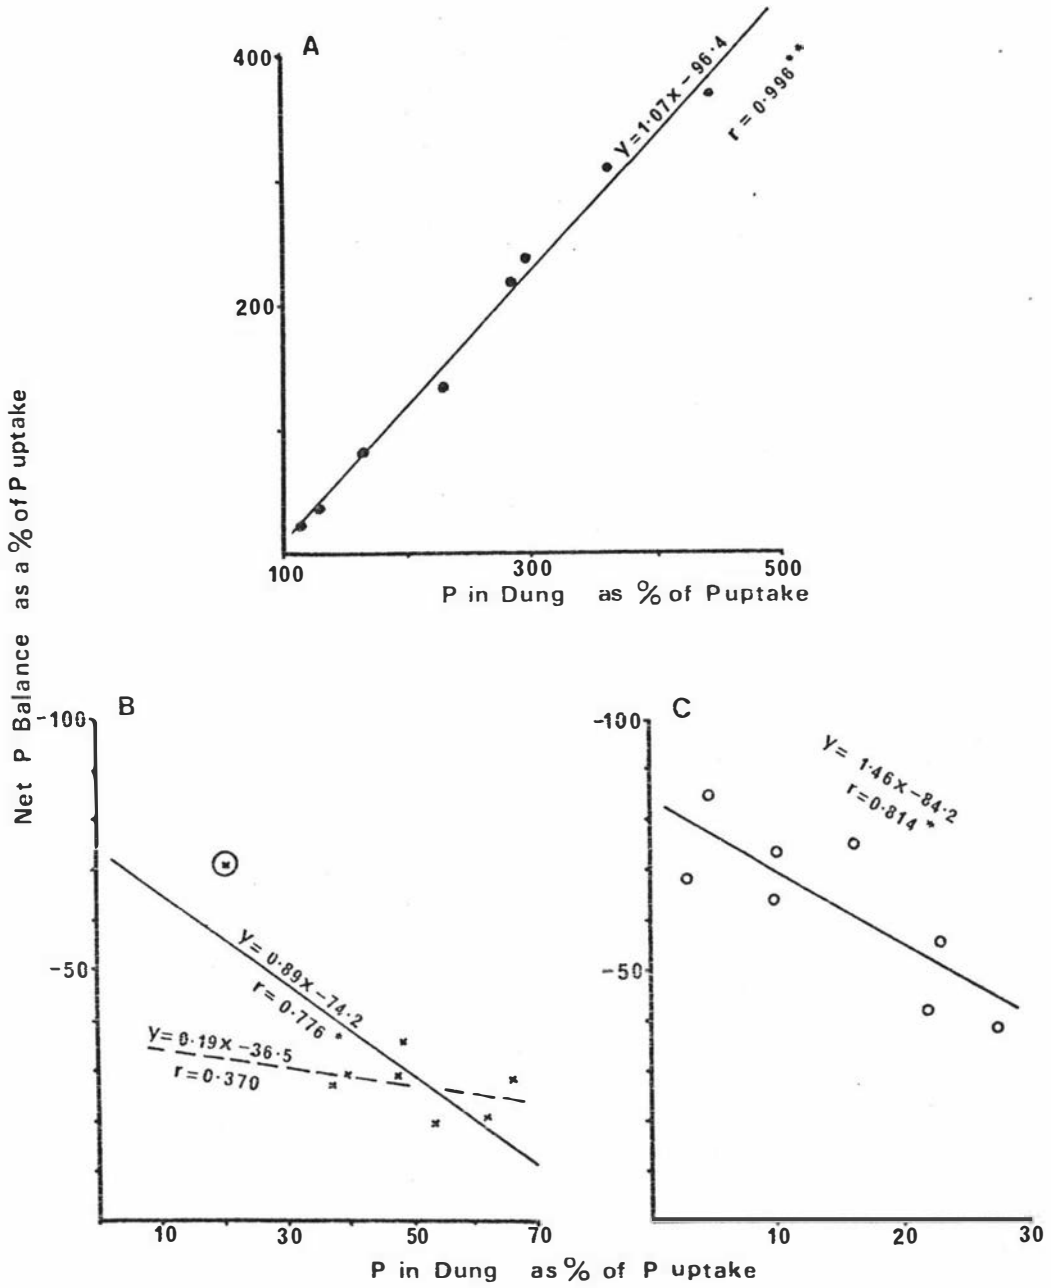 A
400
200
y=1·07x-96·4
r=0·996**
100
300
500
P in Dung as % of Puptake
Net P Balance as a % of P uptake
B
-100
-50
y= 0·89x-74·2
r= 0·776 *
y=0·19x-36·5
r=0·370
10
30
50
70
C
-100
-50
y= 1·46x-84·2
r=0·814 *
10
20
30
P in Dung as % of P uptake